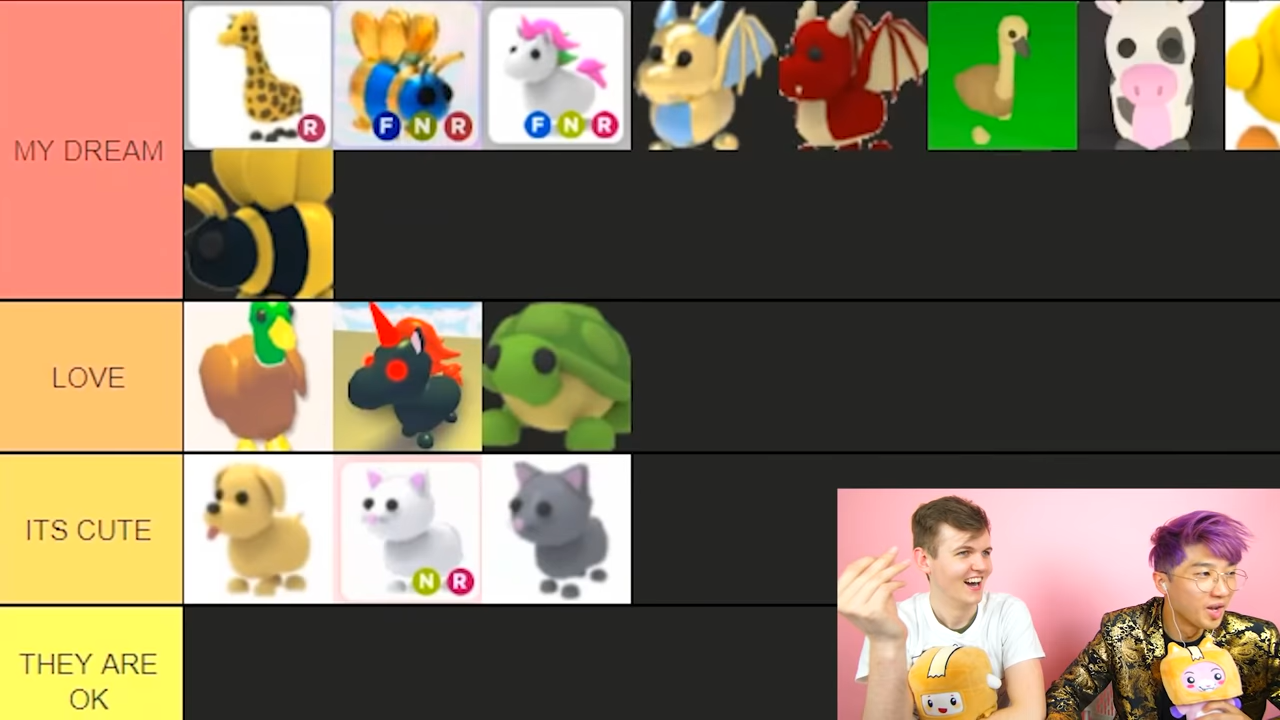 MY DREAM
R
F N R
F N R
LOVE
ITS CUTE
N R
THEY ARE
OK